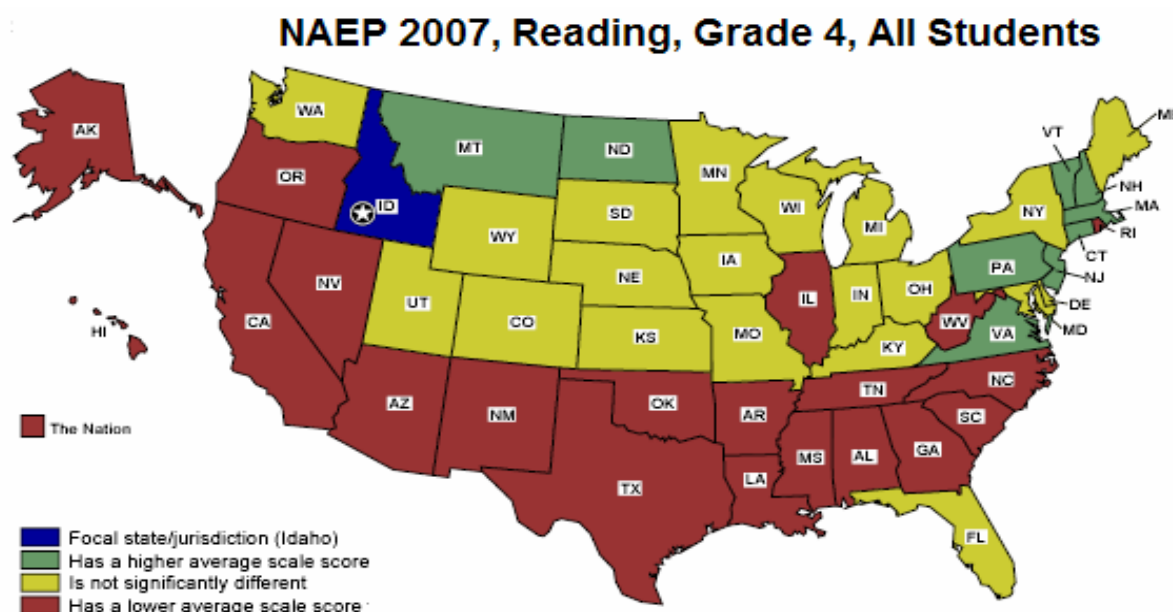 NAEP 2007, Reading, Grade 4, All Students
AK
WA
MT
ND
MN
VT
ME
OR
ID
SD
WI
MI
NY
NH
MA
WY
RI
IA
CT
NE
PA
NJ
NV
UT
IL
IN
OH
DE
CO
CA
KS
MO
WV
MD
HI
KY
VA
AZ
NM
OK
AR
TN
NC
SC
The Nation
MS
AL
GA
LA
TX
FL
Focal state/jurisdiction (Idaho)
Has a higher average scale score
Is not significantly different
Has a lower average scale score